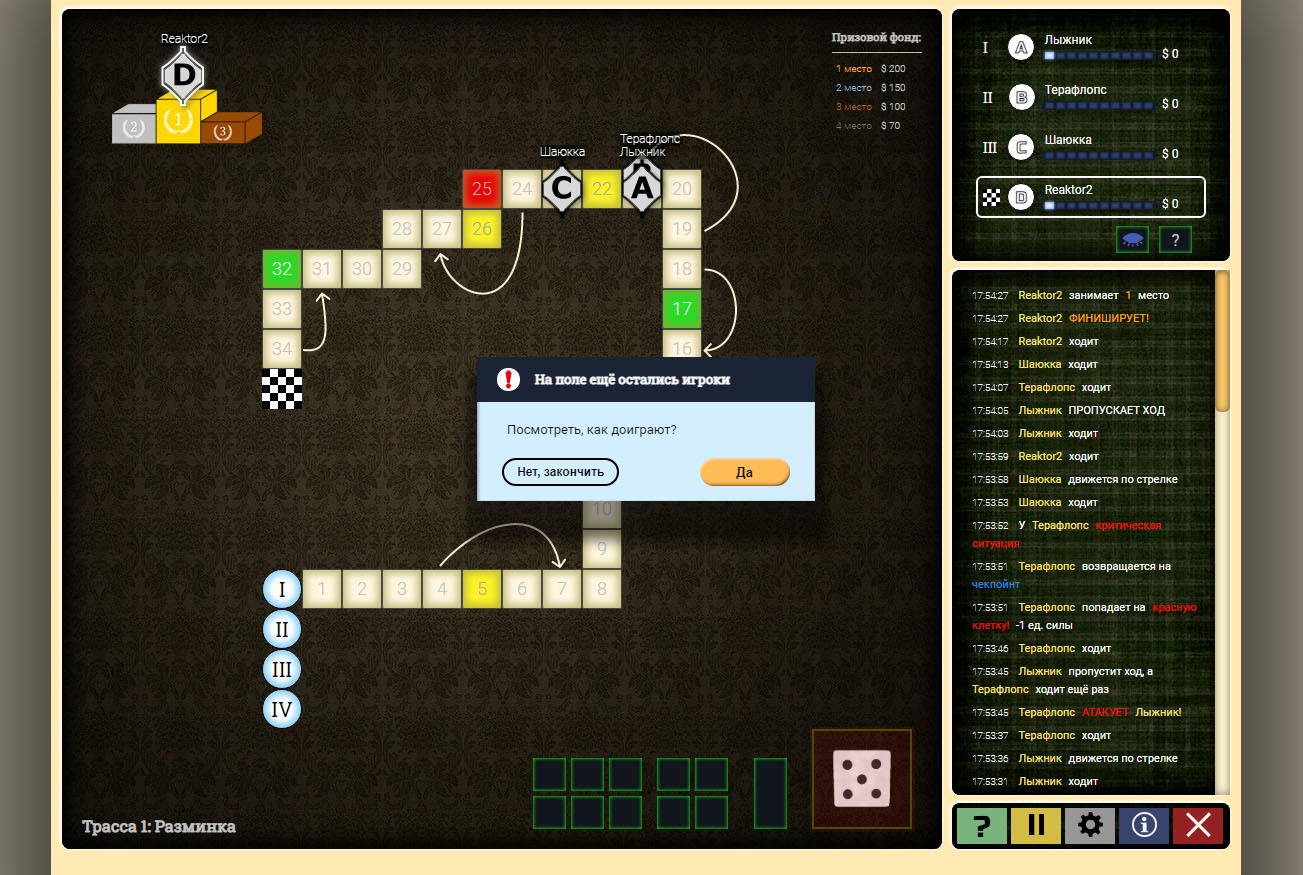 Reaktor2
D
1
2
3
Призовой фонд:
1 место $ 200
2 место $ 150
3 место $ 100
4 место $ 70
Терафлопс
Шаюкка Лыжник
25 24 C 22 A 20
28 27 26 19
32 31 30 29 18
33 17
34 16
На поле ещё остались игроки
Посмотреть, как доиграют?
Нет, закончить Да
10
9
I 1 2 3 4 5 6 7 8
II
III
IV
Трасса 1: Разминка
I A Лыжник $ 0
II B Терафлопс $ 0
III C Шаюкка $ 0
D Reaktor2 $ 0
?
17:54:27 Reaktor2 занимает 1 место
17:54:27 Reaktor2 ФИНИШИРУЕТ!
17:54:17 Reaktor2 ходит
17:54:13 Шаюкка ходит
17:54:07 Терафлопс ходит
17:54:05 Лыжник ПРОПУСКАЕТ ХОД
17:54:03 Лыжник ходит
17:53:59 Reaktor2 ходит
17:53:58 Шаюкка движется по стрелке
17:53:53 Шаюкка ходит
17:53:52 У Терафлопс критическая
ситуация
17:53:51 Терафлопс возвращается на
чекпойнт
17:53:51 Терафлопс попадает на красную
клетку! -1 ед. силы
17:53:46 Терафлопс ходит
17:53:45 Лыжник пропустит ход, а
Терафлопс ходит ещё раз
17:53:45 Терафлопс АТАКУЕТ Лыжник!
17:53:37 Терафлопс ходит
17:53:36 Лыжник движется по стрелке
17:53:31 Лыжник ходит
?